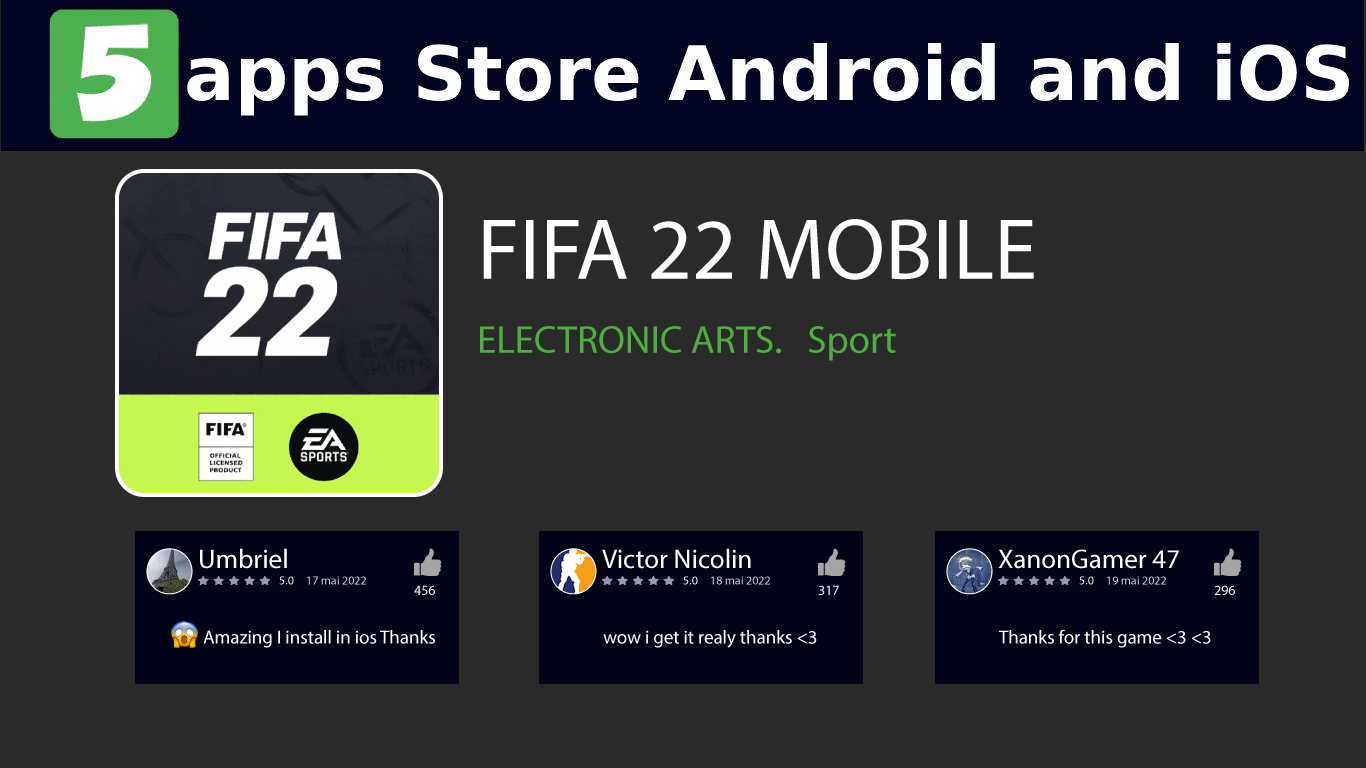 5 apps Store Android and iOS
FIFA
22
EA
SPORTS
FIFA
OFFICIAL
LICENSED
PRODUCT
EA
SPORTS
FIFA 22 MOBILE
ELECTRONIC ARTS. Sport
Umbriel
5.0 17 mai 2022
456
😱 Amazing I install in ios Thanks
Victor Nicolin
5.0 18 mai 2022
317
wow i get it realy thanks <3
XanonGamer 47
5.0 19 mai 2022
296
Thanks for this game <3 <3